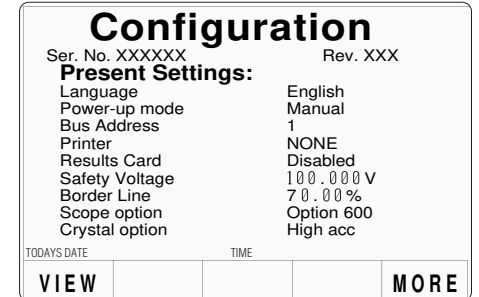 Configuration
Ser. No. XXXXXX Rev. XXX
Present Settings:
Language English
Power-up mode Manual
Bus Address 1
Printer NONE
Results Card Disabled
Safety Voltage 100.000 V
Border Line 70.00 %
Scope option Option 600
Crystal option High acc
TODAYS DATE TIME
VIEW MORE